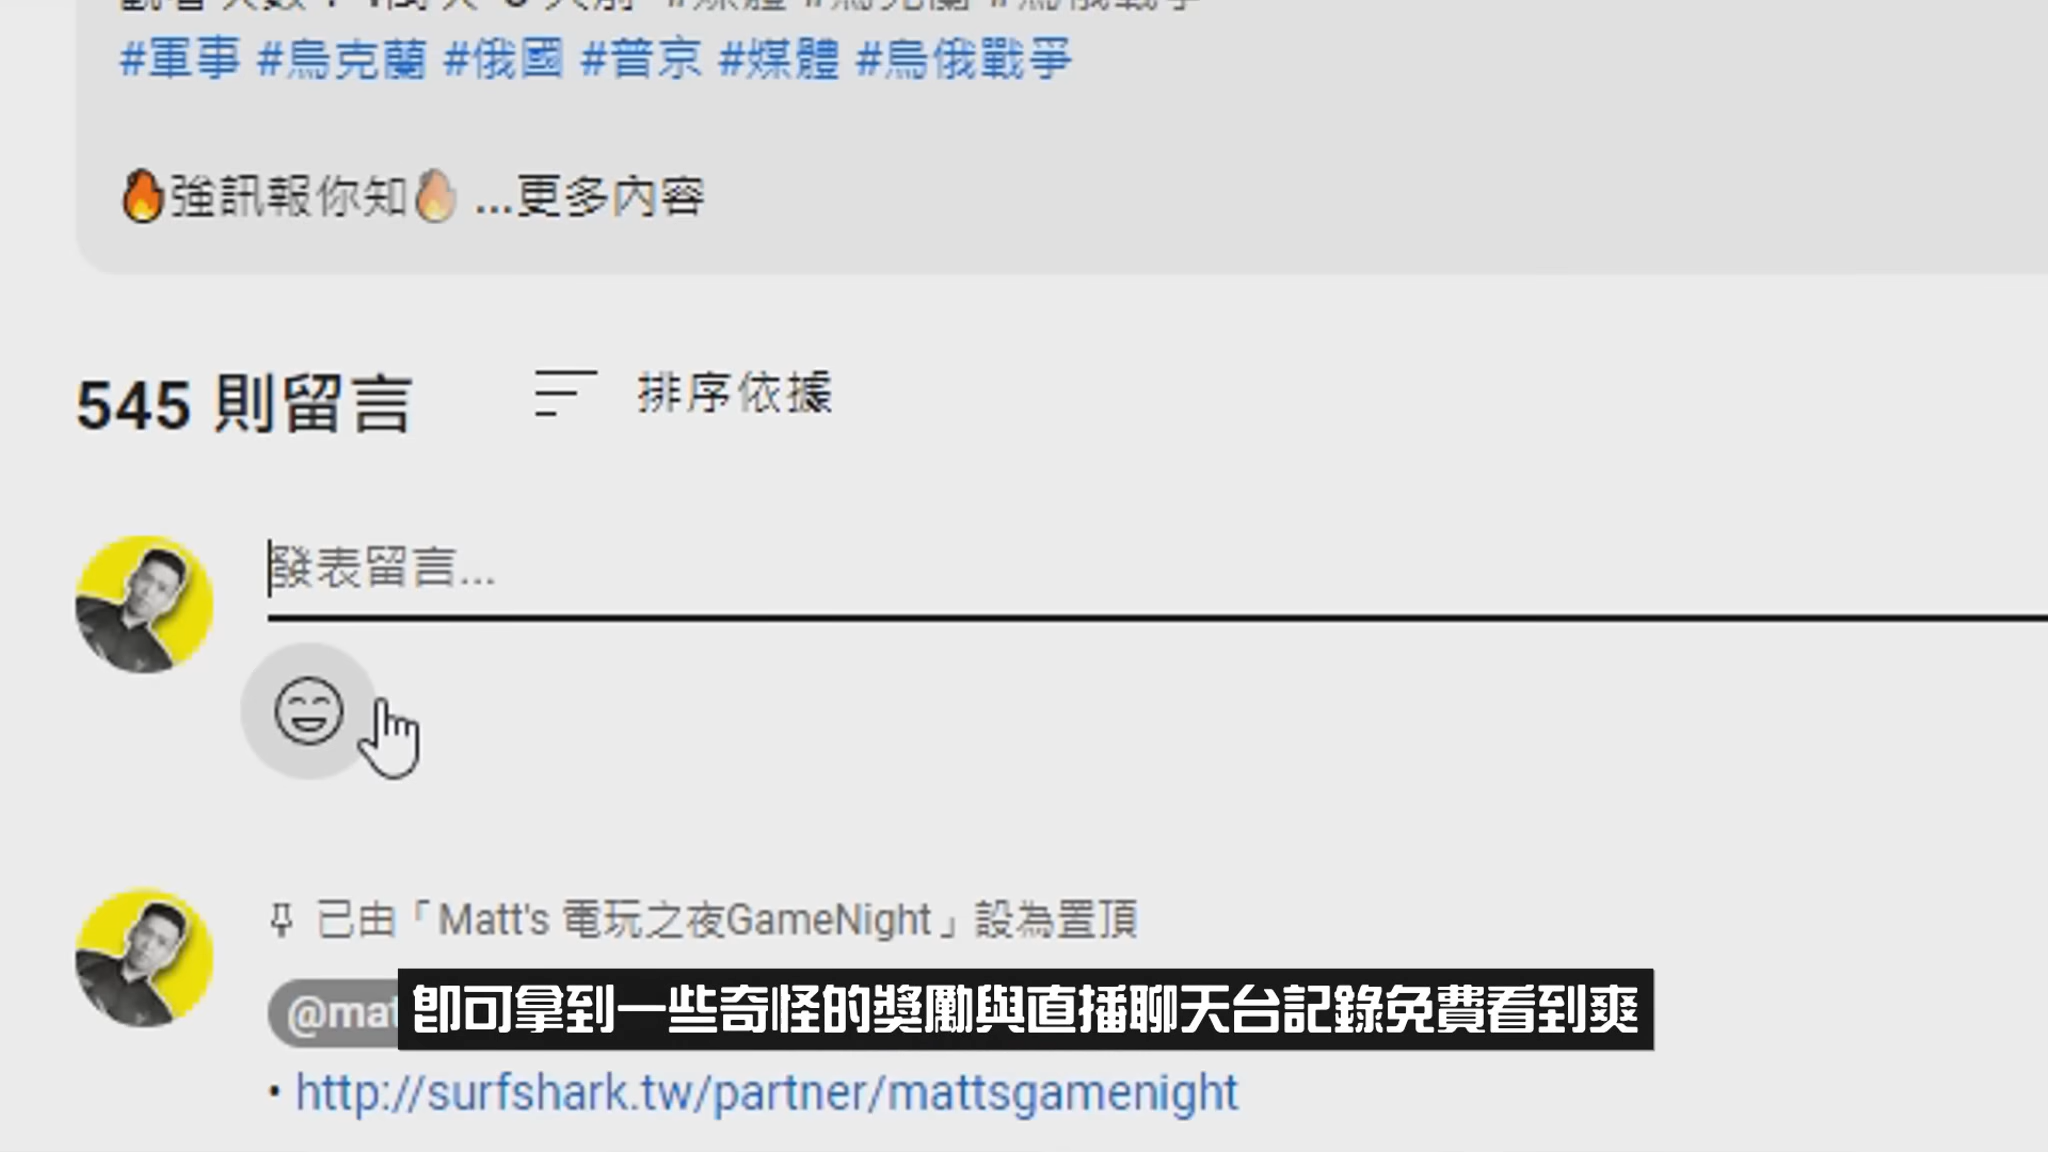 #軍事 #烏克蘭 #俄國 #普京 #媒體 #烏俄戰爭
🔥強訊報你知🔥 ...更多內容
545 則留言 排序依據
發表留言...
已由「Matt's 電玩之夜GameNight」設為置頂
@mat
即可拿到一些奇怪的獎勵與直播聊天台記錄免費看到爽
• http://surfshark.tw/partner/mattsgamenight